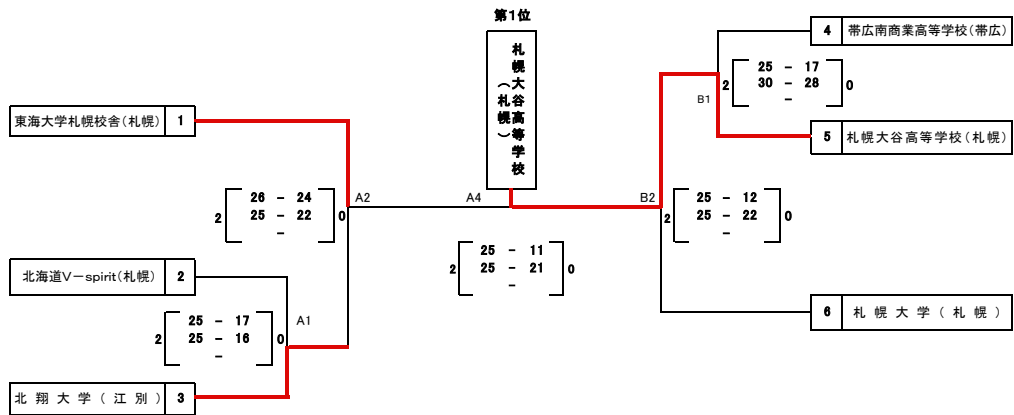 第1位
札幌大谷高等学校
(札幌)
東海大学札幌校舎(札幌) 1
26 - 24
2 25 - 22 0
-
A2
北海道V-spirit(札幌) 2
25 - 17
2 25 - 16 0
-
A1
北翔大学(江別) 3
A4
25 - 11
2 25 - 21 0
-
4 帯広南商業高等学校(帯広)
25 - 17
2 30 - 28 0
-
B1
5 札幌大谷高等学校(札幌)
B2
25 - 12
2 25 - 22 0
-
6 札幌大学(札幌)